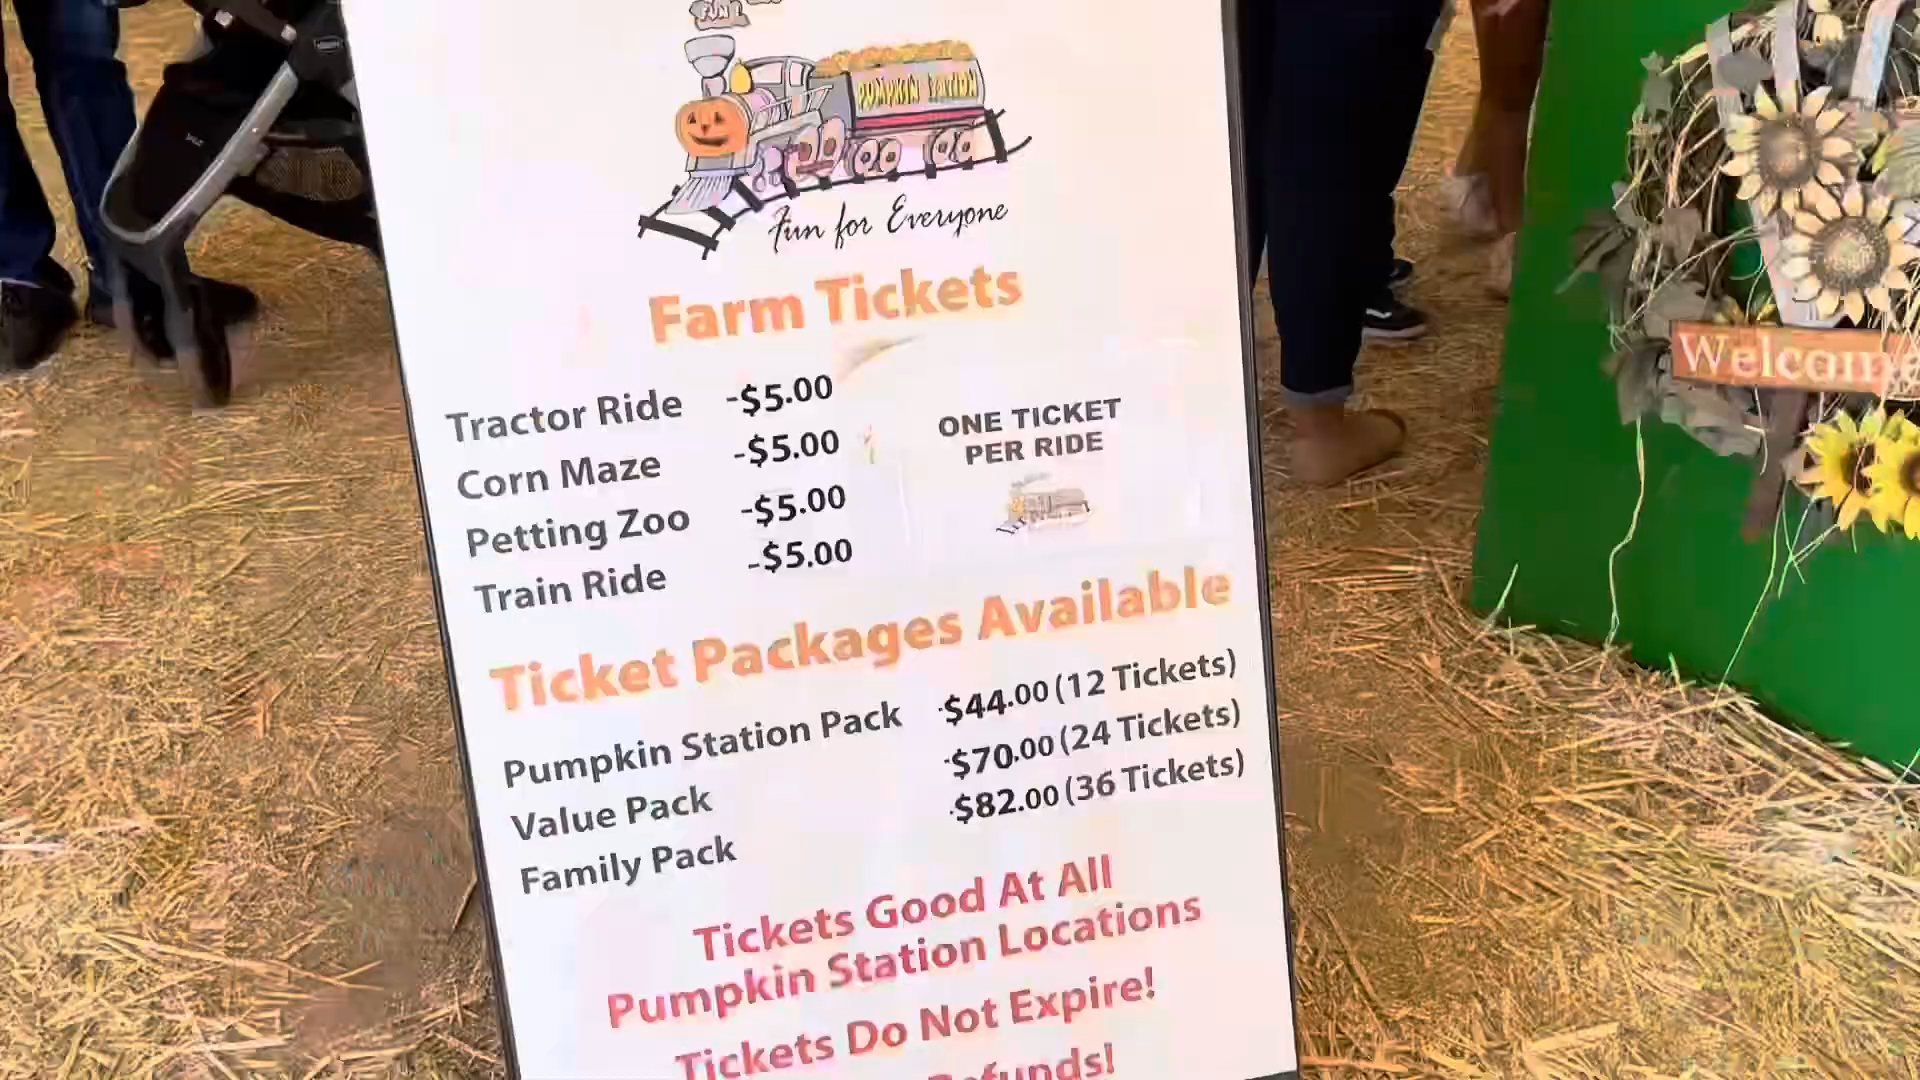 FUN!
PUMPKIN STATION
Fun for Everyone
Farm Tickets
Tractor Ride -$5.00
Corn Maze -$5.00
Petting Zoo -$5.00
Train Ride -$5.00
ONE TICKET
PER RIDE
Ticket Packages Available
Pumpkin Station Pack -$44.00 (12 Tickets)
Value Pack -$70.00 (24 Tickets)
Family Pack -$82.00 (36 Tickets)
Tickets Good At All
Pumpkin Station Locations
Tickets Do Not Expire!
Refunds!
Welcome